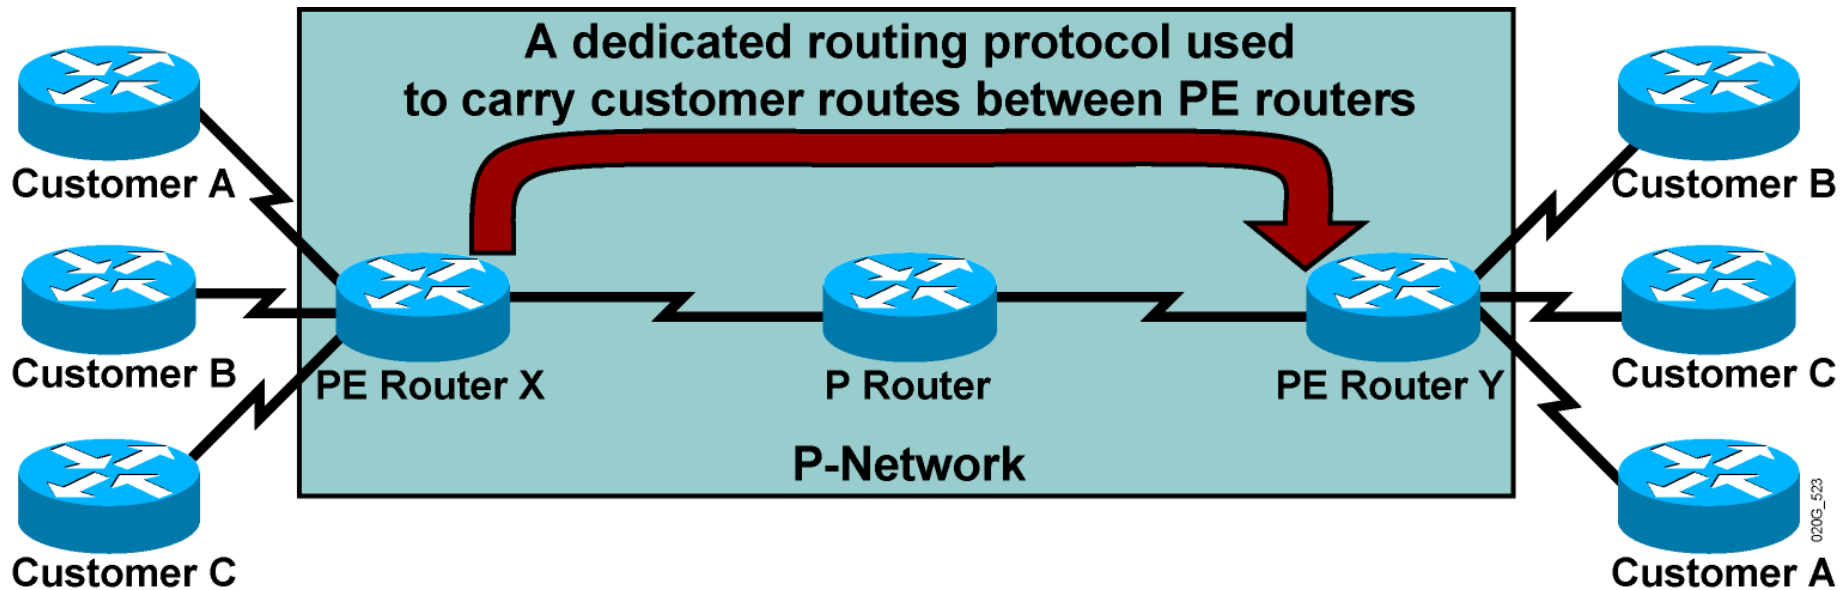 A dedicated routing protocol used
to carry customer routes between PE routers
Customer A
Customer B
Customer B
Customer C
PE Router X
P Router
PE Router Y
P-Network
Customer C
Customer A
020G_523